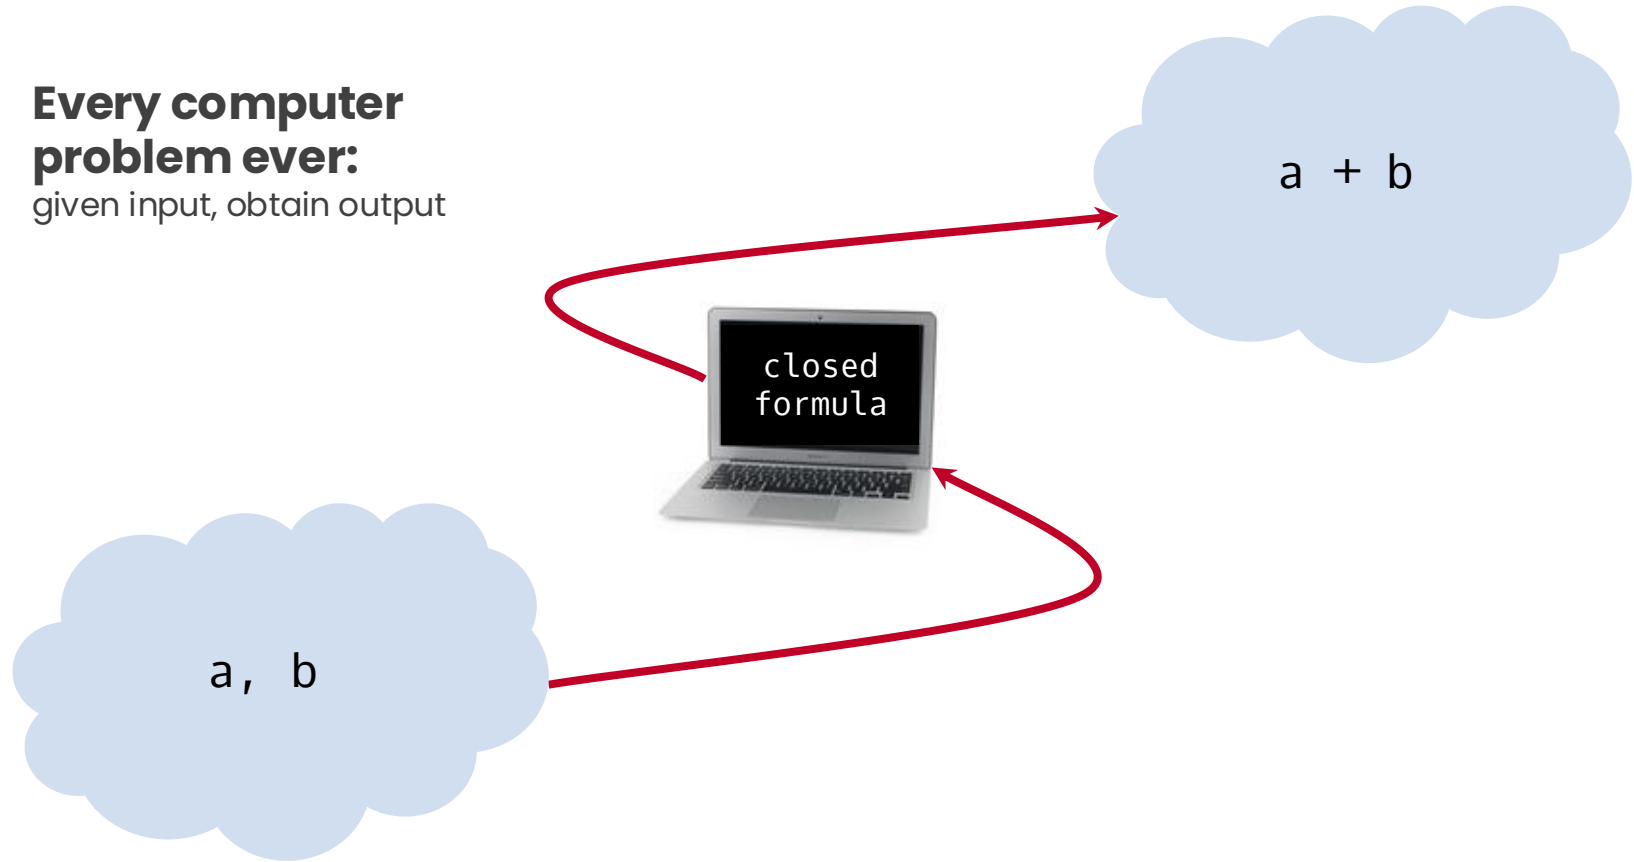 Every computer
problem ever:
given input, obtain output
a + b
closed
formula
a, b